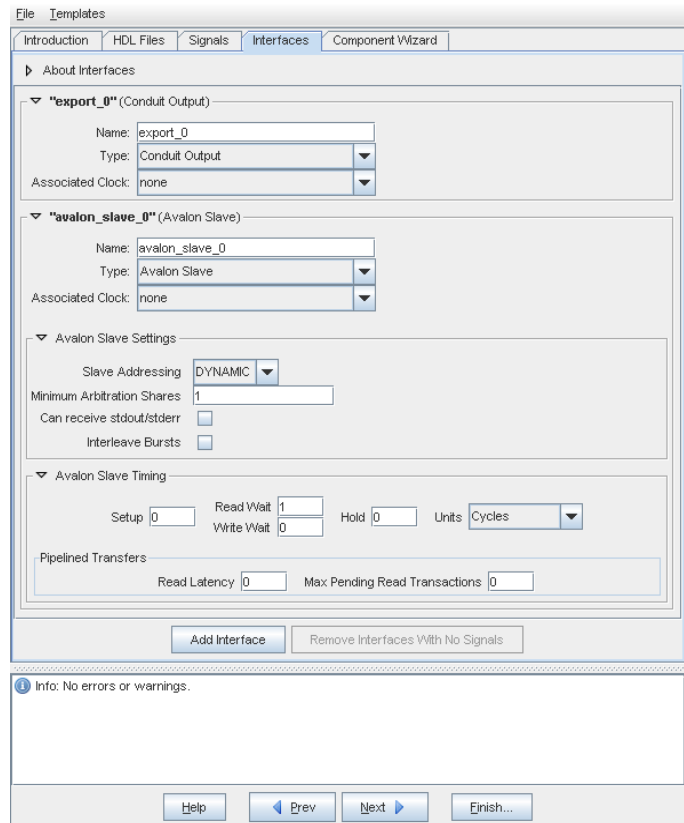 File Templates
Introduction HDL Files Signals Interfaces Component Wizard
About Interfaces
"export_0" (Conduit Output)
Name: export_0
Type: Conduit Output
Associated Clock: none
"avalon_slave_0" (Avalon Slave)
Name: avalon_slave_0
Type: Avalon Slave
Associated Clock: none
Avalon Slave Settings
Slave Addressing DYNAMIC
Minimum Arbitration Shares 1
Can receive stdout/stderr
Interleave Bursts
Avalon Slave Timing
Setup 0 Read Wait 1 Hold 0 Units Cycles
Write Wait 0
Pipelined Transfers
Read Latency 0 Max Pending Read Transactions 0
Add Interface Remove Interfaces With No Signals
Info: No errors or warnings.
Help Prev Next Finish...